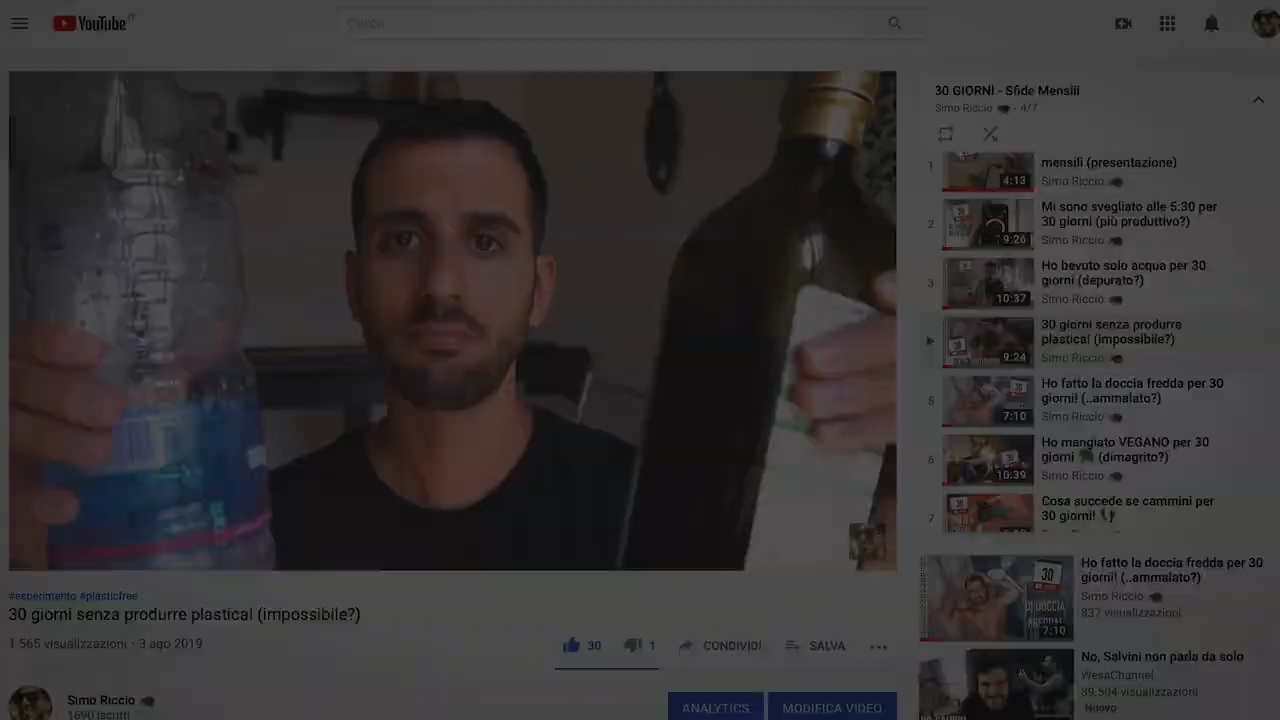 YouTube IT
Cerca
30 GIORNI - Sfide Mensili
Simo Riccio - 4/7
1
mensili (presentazione)
Simo Riccio
4:13
2
Mi sono svegliato alle 5:30 per
30 giorni (più produttivo?)
Simo Riccio
9:26
3
Ho bevuto solo acqua per 30
giorni (depurato?)
Simo Riccio
10:37
30 giorni senza produrre
plastica! (impossibile?)
Simo Riccio
9:24
5
Ho fatto la doccia fredda per 30
giorni! (..ammalato?)
Simo Riccio
7:10
6
Ho mangiato VEGANO per 30
giorni 🥦 (dimagrito?)
Simo Riccio
10:39
7
Cosa succede se cammini per
30 giorni! 👣
#esperimento #plasticfree
30 giorni senza produrre plastica! (impossibile?)
1 565 visualizzazioni · 3 ago 2019
30
1
CONDIVIDI
SALVA
Simo Riccio
1690 iscritti
ANALYTICS
MODIFICA VIDEO
Ho fatto la doccia fredda per 30
giorni! (..ammalato?)
Simo Riccio
837 visualizzazioni
30
DI DOCCIA
FREDDA!
7:10
No, Salvini non parla da solo
WesaChannel
39.504 visualizzazioni
Nuovo